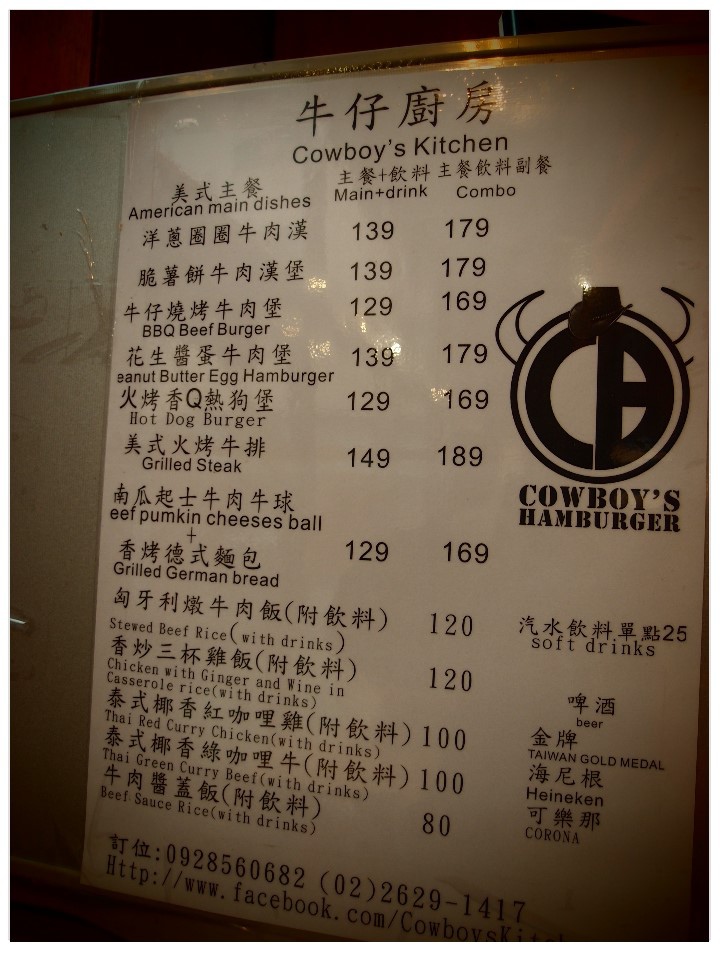 牛仔廚房
Cowboy's Kitchen
美式主餐 主餐+飲料 主餐飲料副餐
American main dishes Main+drink Combo
洋蔥圈圈牛肉漢 139 179
脆薯餅牛肉漢堡 139 179
牛仔燒烤牛肉堡 129 169
BBQ Beef Burger
花生醬蛋牛肉堡 139 179
eanut Butter Egg Hamburger
火烤香Q熱狗堡 129 169
Hot Dog Burger
美式火烤牛排 149 189
Grilled Steak
南瓜起士牛肉牛球
eef pumkin cheeses ball
+
香烤德式麵包 129 169
Grilled German bread
匈牙利燉牛肉飯(附飲料) 120
Stewed Beef Rice(with drinks)
香炒三杯雞飯(附飲料) 120
Chicken with Ginger and Wine in
Casserole rice(with drinks)
泰式椰香紅咖哩雞(附飲料) 100
Thai Red Curry Chicken(with drinks)
泰式椰香綠咖哩牛(附飲料) 100
Thai Green Curry Beef(with drinks)
牛肉醬蓋飯(附飲料) 80
Beef Sauce Rice(with drinks)
訂位:0928560682 (02)2629-1417
Http://www.facebook.com/CowboysKitch
CB
COWBOY'S
HAMBURGER
汽水飲料單點25
soft drinks
啤酒
beer
金牌
TAIWAN GOLD MEDAL
海尼根
Heineken
可樂那
CORONA